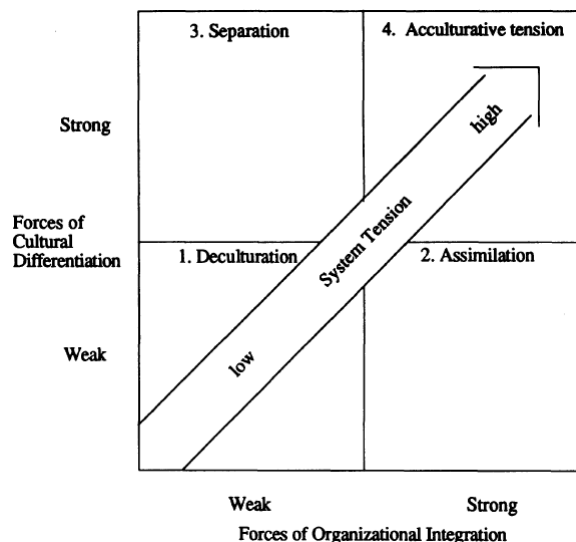 3. Separation
4. Acculturative tension
Strong
high
Forces of
Cultural
Differentiation
System Tension
1. Deculturation
2. Assimilation
Weak
low
Weak
Strong
Forces of Organizational Integration